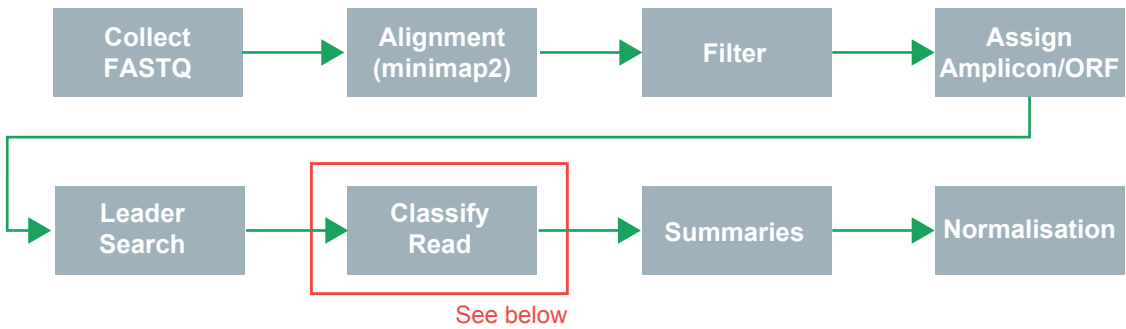 Collect
FASTQ
Alignment
(minimap2)
Filter
Assign
Amplicon/ORF
Leader
Search
Classify
Read
Summaries
Normalisation
See below